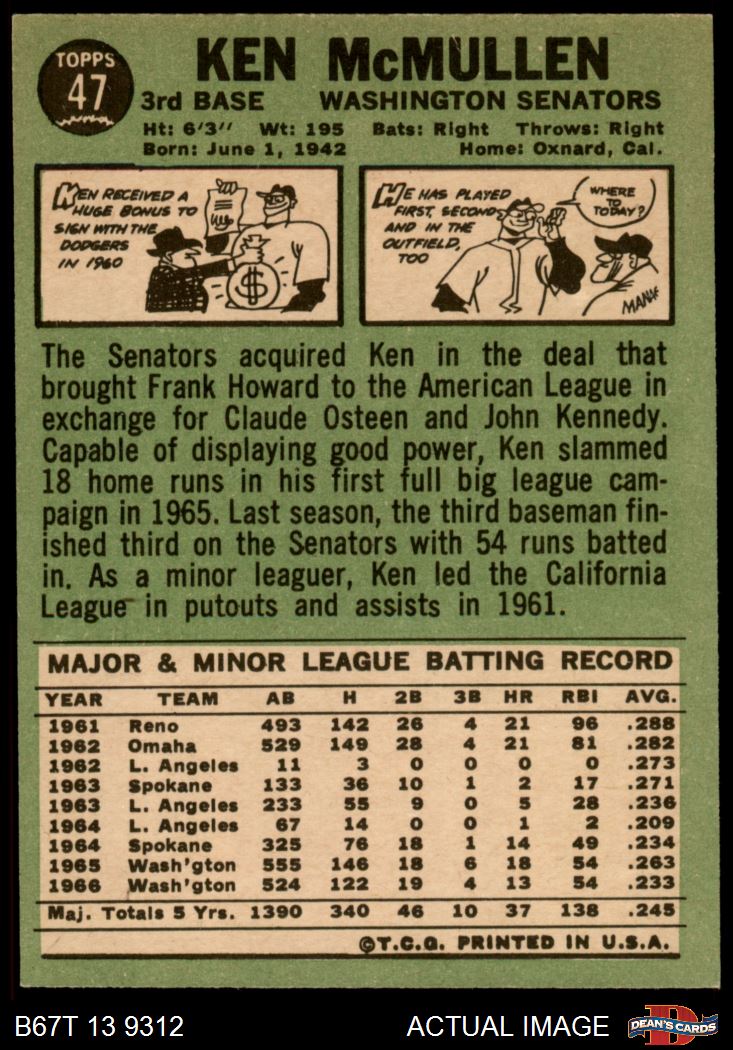 TOPPS
47
KEN McMULLEN
3rd BASE WASHINGTON SENATORS
Ht: 6'3" Wt: 195 Bats: Right Throws: Right
Born: June 1, 1942 Home: Oxnard, Cal.
KEN RECEIVED A
HUGE BONUS TO
SIGN WITH THE
DODGERS
IN 1960
$
HE HAS PLAYED
FIRST, SECOND,
AND IN THE
OUTFIELD,
TOO
WHERE
TO
TODAY?
The Senators acquired Ken in the deal that
brought Frank Howard to the American League in
exchange for Claude Osteen and John Kennedy.
Capable of displaying good power, Ken slammed
18 home runs in his first full big league cam-
paign in 1965. Last season, the third baseman fin-
ished third on the Senators with 54 runs batted
in. As a minor leaguer, Ken led the California
League in putouts and assists in 1961.
MAJOR & MINOR LEAGUE BATTING RECORD
YEAR TEAM AB H 2B 3B HR RBI AVG.
1961 Reno 493 142 26 4 21 96 .288
1962 Omaha 529 149 28 4 21 81 .282
1962 L. Angeles 11 3 0 0 0 0 .273
1963 Spokane 133 36 10 1 2 17 .271
1963 L. Angeles 233 55 9 0 5 28 .236
1964 L. Angeles 67 14 0 0 1 2 .209
1964 Spokane 325 76 18 1 14 49 .234
1965 Wash'gton 555 146 18 6 18 54 .263
1966 Wash'gton 524 122 19 4 13 54 .233
Maj. Totals 5 Yrs. 1390 340 46 10 37 138 .245
©T.C.G. PRINTED IN U.S.A.
B67T 13 9312 ACTUAL IMAGE DEAN'S CARDS